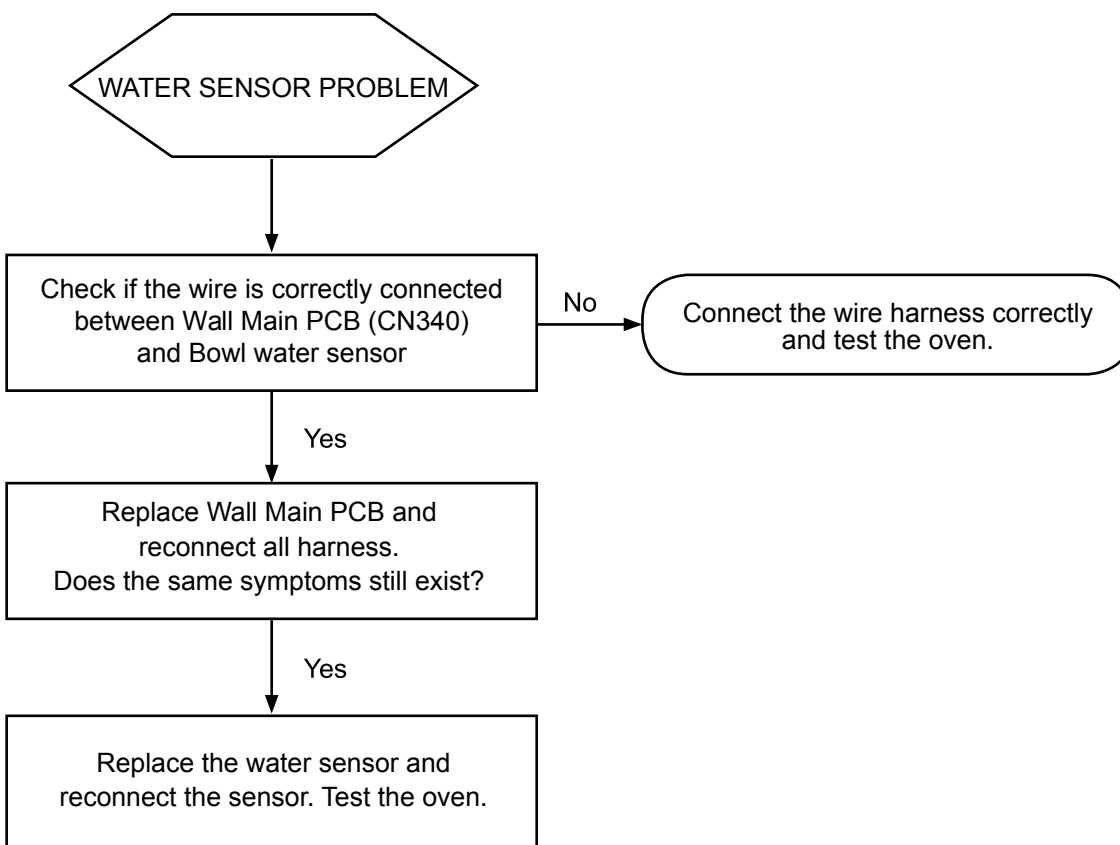 WATER SENSOR PROBLEM
Check if the wire is correctly connected
between Wall Main PCB (CN340)
and Bowl water sensor
No
Connect the wire harness correctly
and test the oven.
Yes
Replace Wall Main PCB and
reconnect all harness.
Does the same symptoms still exist?
Yes
Replace the water sensor and
reconnect the sensor. Test the oven.